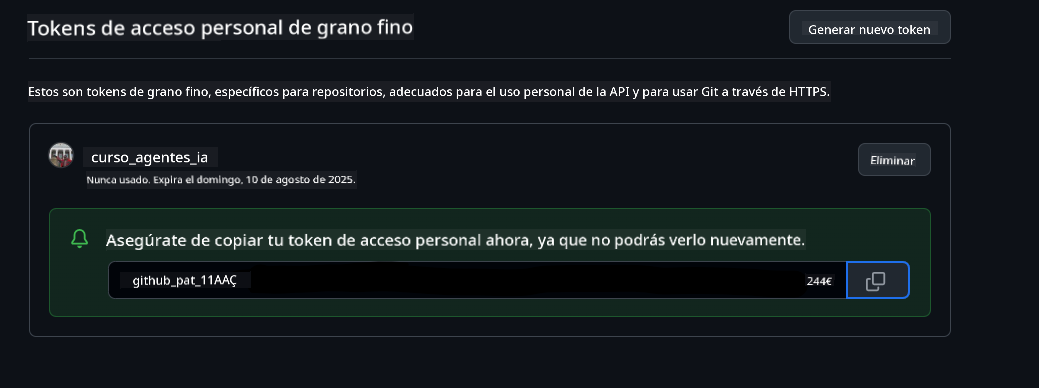 Tokens de acceso personal de grano fino
Generar nuevo token
Estos son tokens de grano fino, específicos para repositorios, adecuados para el uso personal de la API y para usar Git a través de HTTPS.
curso_agentes_ia
Eliminar
Nunca usado. Expira el domingo, 10 de agosto de 2025.
Asegúrate de copiar tu token de acceso personal ahora, ya que no podrás verlo nuevamente.
github_pat_11AAÇ
244€